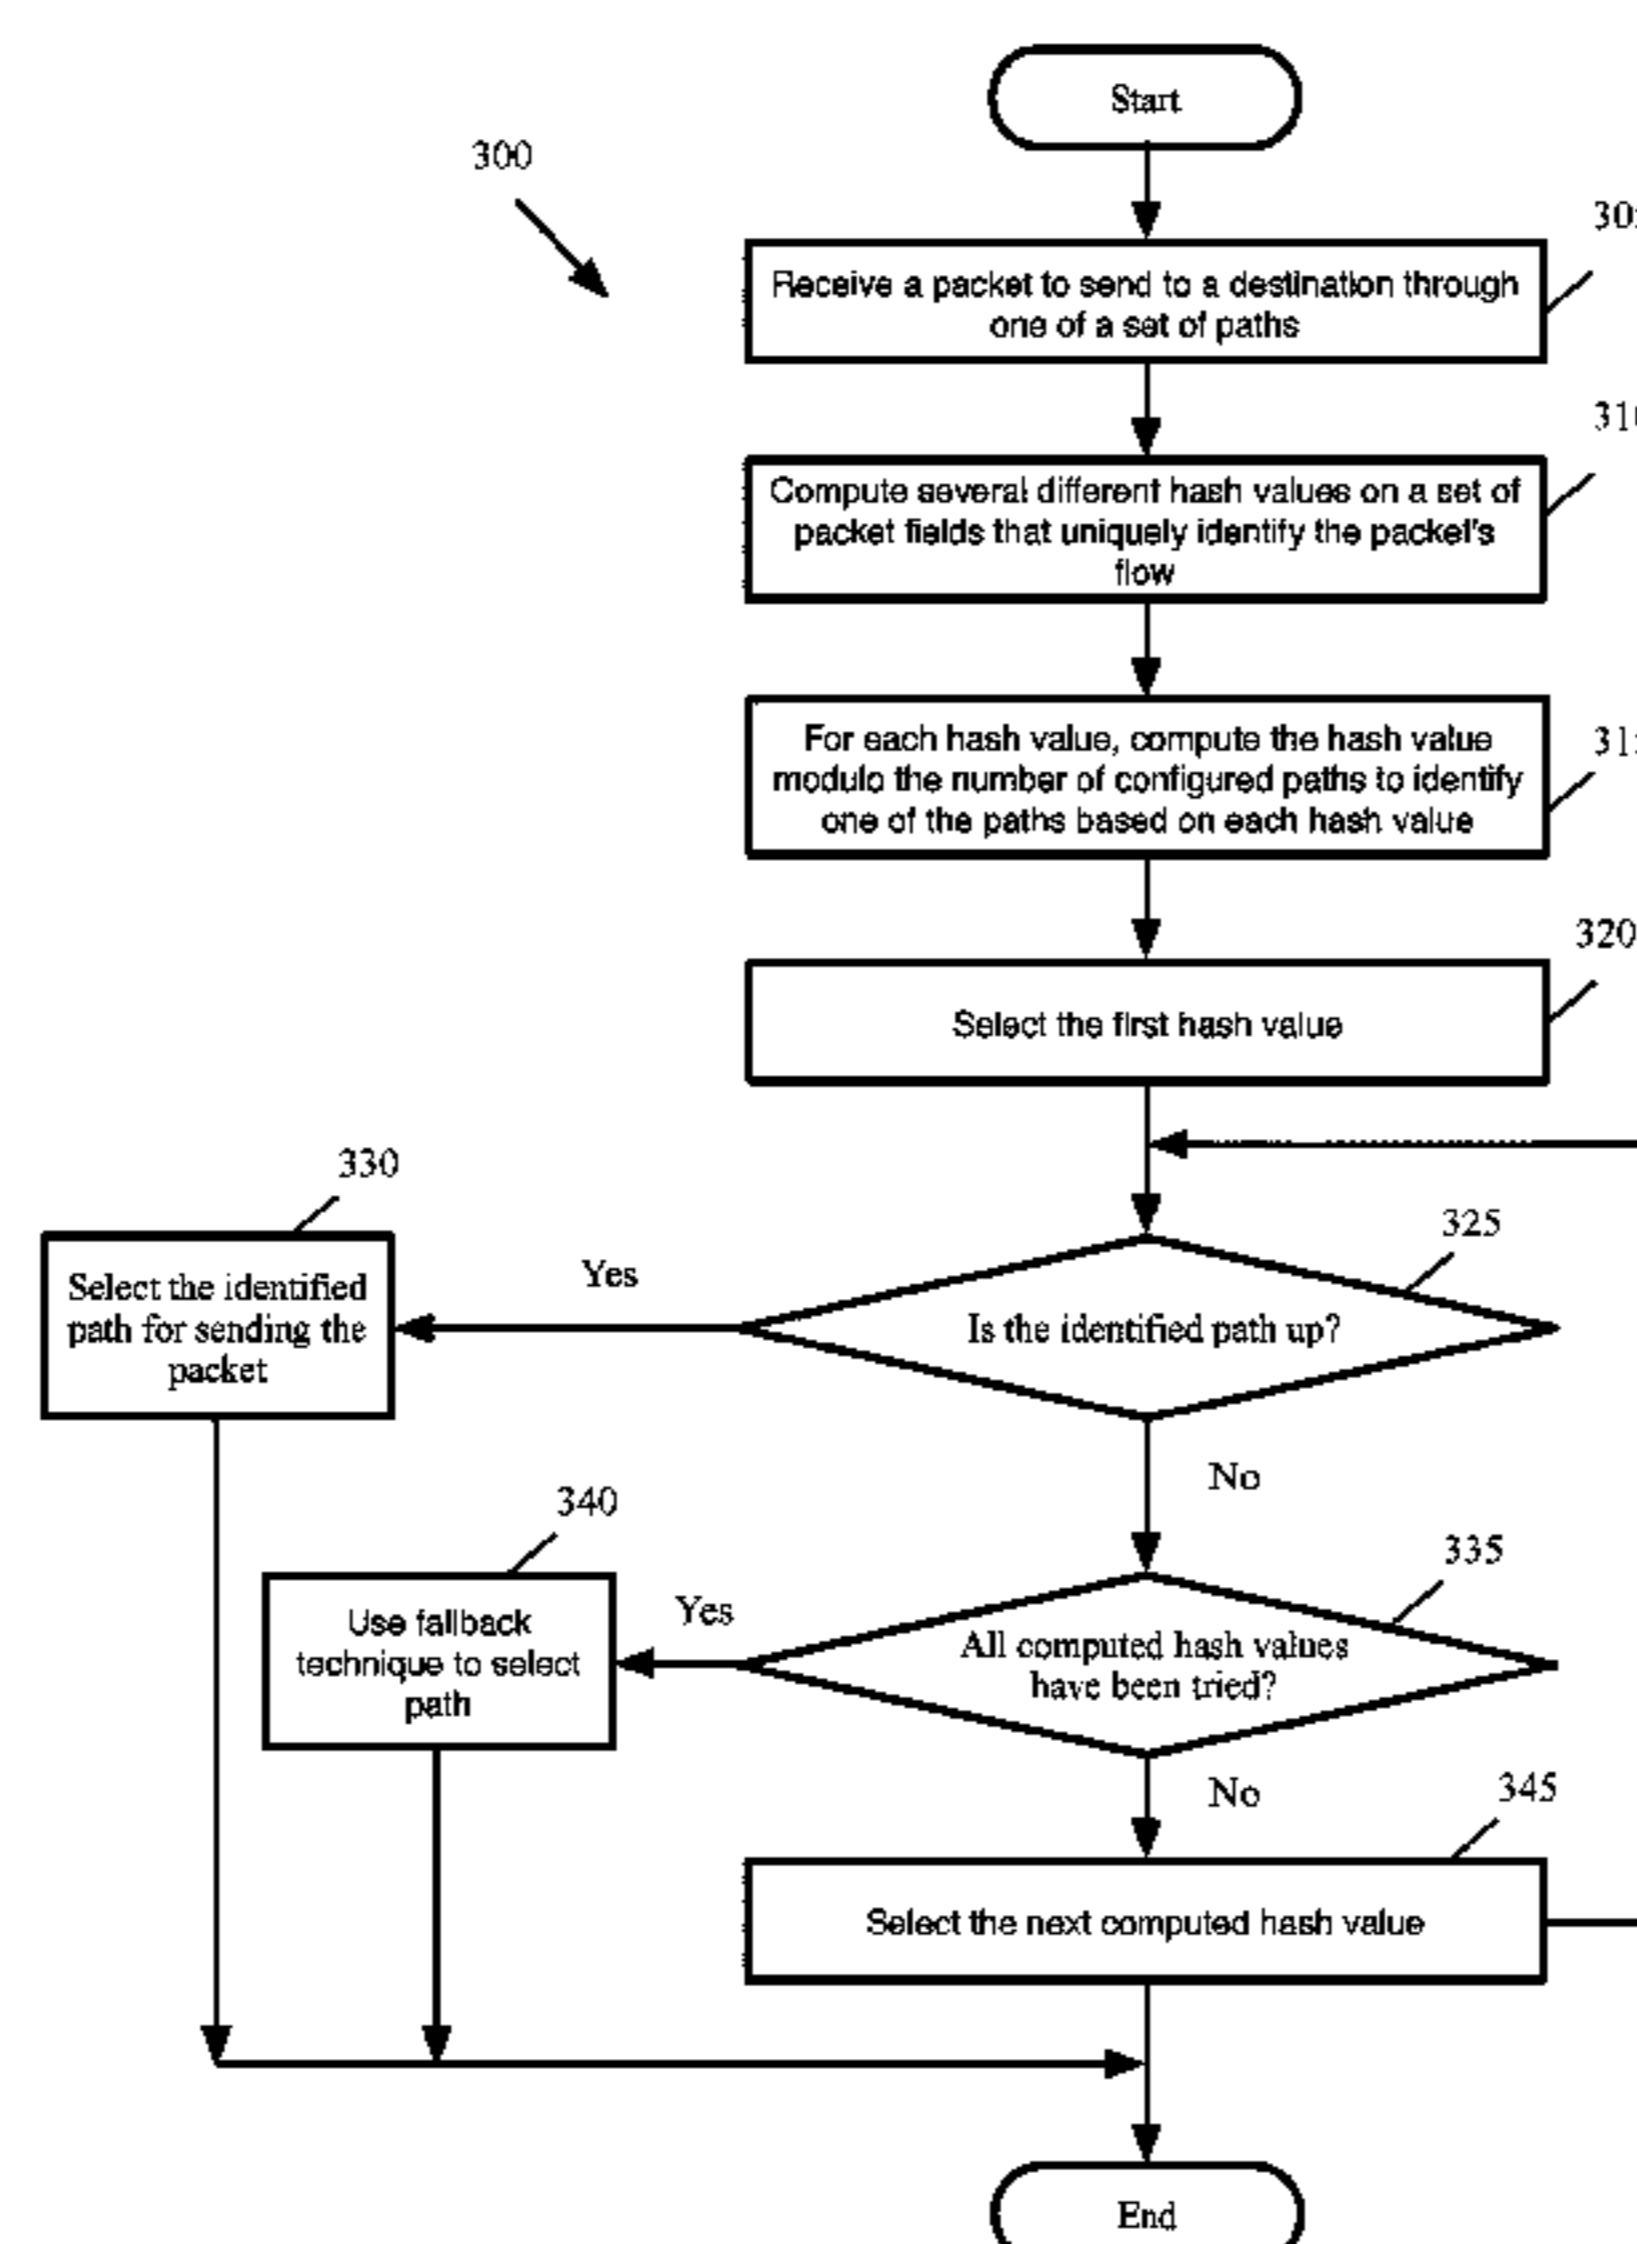 Start
300
Receive a packet to send to a destination through
one of a set of paths
Compute several different hash values on a set of
packet fields that uniquely identify the packet's
flow
For each hash value, compute the hash value
modulo the number of configured paths to identify
one of the paths based on each hash value
320
Select the first hash value
330
325
Select the identified
path for sending the
packet
Yes
Is the identified path up?
No
340
335
Use fallback
technique to select
path
Yes
All computed hash values
have been tried?
No
345
Select the next computed hash value
End